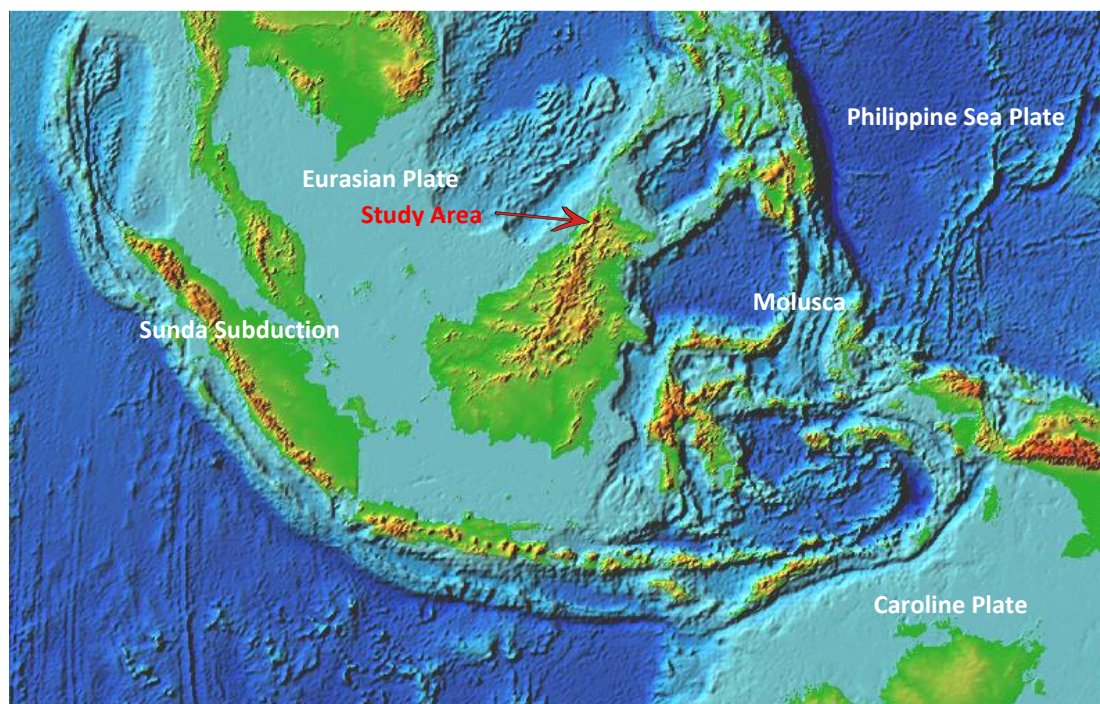 Philippine Sea Plate
Eurasian Plate
Study Area
Molusca
Sunda Subduction
Caroline Plate